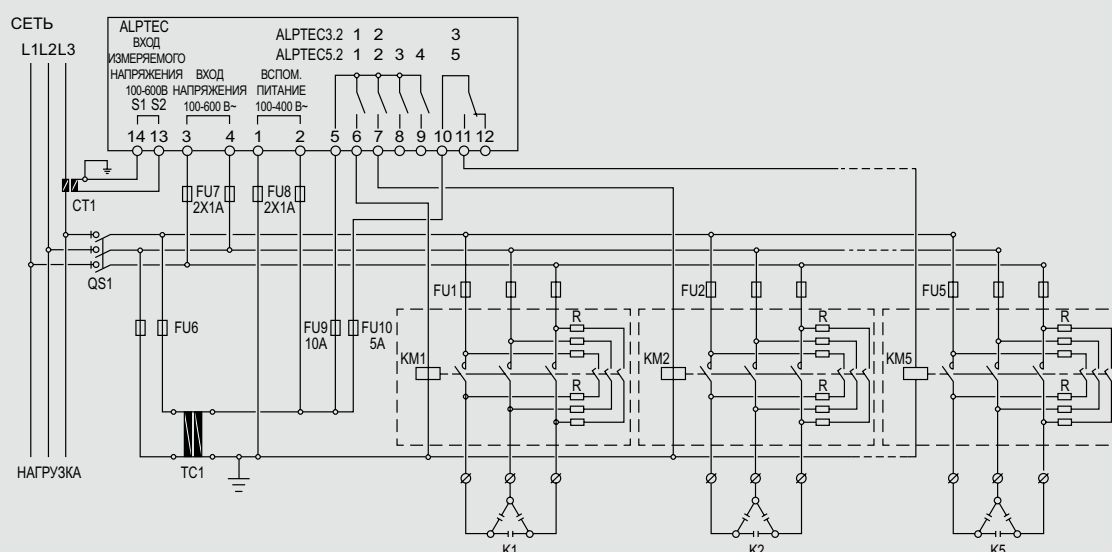 СЕТЬ
L1 L2 L3
ALPTEC
ВХОД
ИЗМЕРЯЕМОГО
НАПРЯЖЕНИЯ
100-600В
S1 S2
ВХОД
НАПРЯЖЕНИЯ
100-600 В~
ВСПОМ.
ПИТАНИЕ
100-400 В~
ALPTEC3.2 1 2 3
ALPTEC5.2 1 2 3 4 5
14 13 3 4 1 2 5 6 7 8 9 10 11 12
CT1
FU7
2X1A
FU8
2X1A
QS1
FU6
FU9
10A
FU10
5A
FU1
FU2
FU5
KM1
R
R
KM2
R
R
KM5
R
R
НАГРУЗКА
TC1
K1
K2
K5